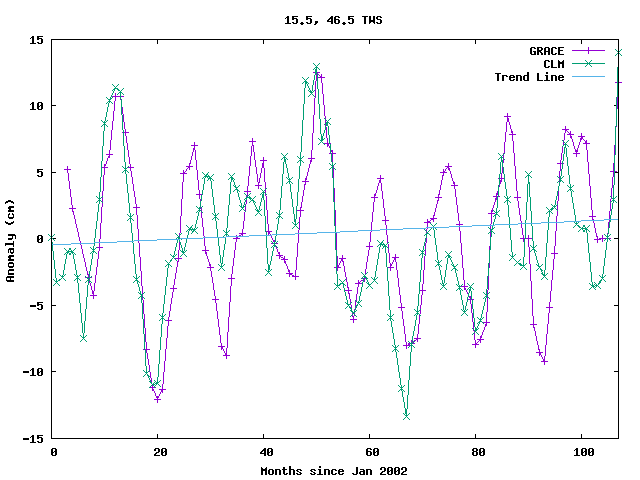 15.5, 46.5 TWS
GRACE
CLM
Trend Line
15
10
5
0
-5
-10
-15
Anomaly (cm)
0 20 40 60 80 100
Months since Jan 2002